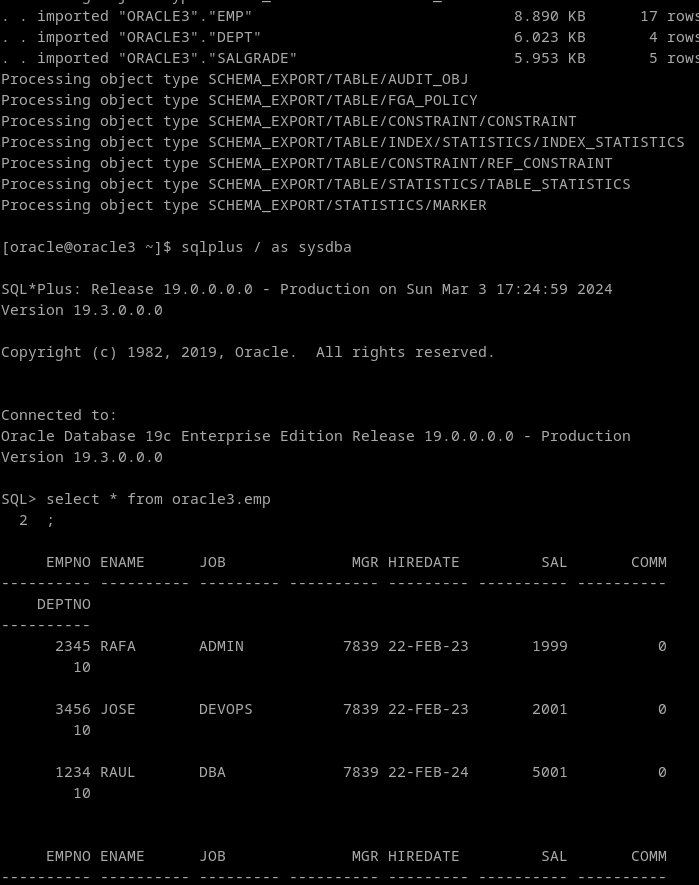 . . imported "ORACLE3"."EMP"                             8.890 KB      17 rows
. . imported "ORACLE3"."DEPT"                            6.023 KB       4 rows
. . imported "ORACLE3"."SALGRADE"                        5.953 KB       5 rows
Processing object type SCHEMA_EXPORT/TABLE/AUDIT_OBJ
Processing object type SCHEMA_EXPORT/TABLE/FGA_POLICY
Processing object type SCHEMA_EXPORT/TABLE/CONSTRAINT/CONSTRAINT
Processing object type SCHEMA_EXPORT/TABLE/INDEX/STATISTICS/INDEX_STATISTICS
Processing object type SCHEMA_EXPORT/TABLE/CONSTRAINT/REF_CONSTRAINT
Processing object type SCHEMA_EXPORT/TABLE/STATISTICS/TABLE_STATISTICS
Processing object type SCHEMA_EXPORT/STATISTICS/MARKER

[oracle@oracle3 ~]$ sqlplus / as sysdba

SQL*Plus: Release 19.0.0.0.0 - Production on Sun Mar 3 17:24:59 2024
Version 19.3.0.0.0

Copyright (c) 1982, 2019, Oracle.  All rights reserved.


Connected to:
Oracle Database 19c Enterprise Edition Release 19.0.0.0.0 - Production
Version 19.3.0.0.0

SQL> select * from oracle3.emp
  2  ;

     EMPNO ENAME      JOB              MGR HIREDATE         SAL       COMM
---------- ---------- --------- ---------- --------- ---------- ----------
    DEPTNO
----------
      2345 RAFA       ADMIN           7839 22-FEB-23       1999          0
        10

      3456 JOSE       DEVOPS          7839 22-FEB-23       2001          0
        10

      1234 RAUL       DBA             7839 22-FEB-24       5001          0
        10


     EMPNO ENAME      JOB              MGR HIREDATE         SAL       COMM
---------- ---------- --------- ---------- --------- ---------- ----------